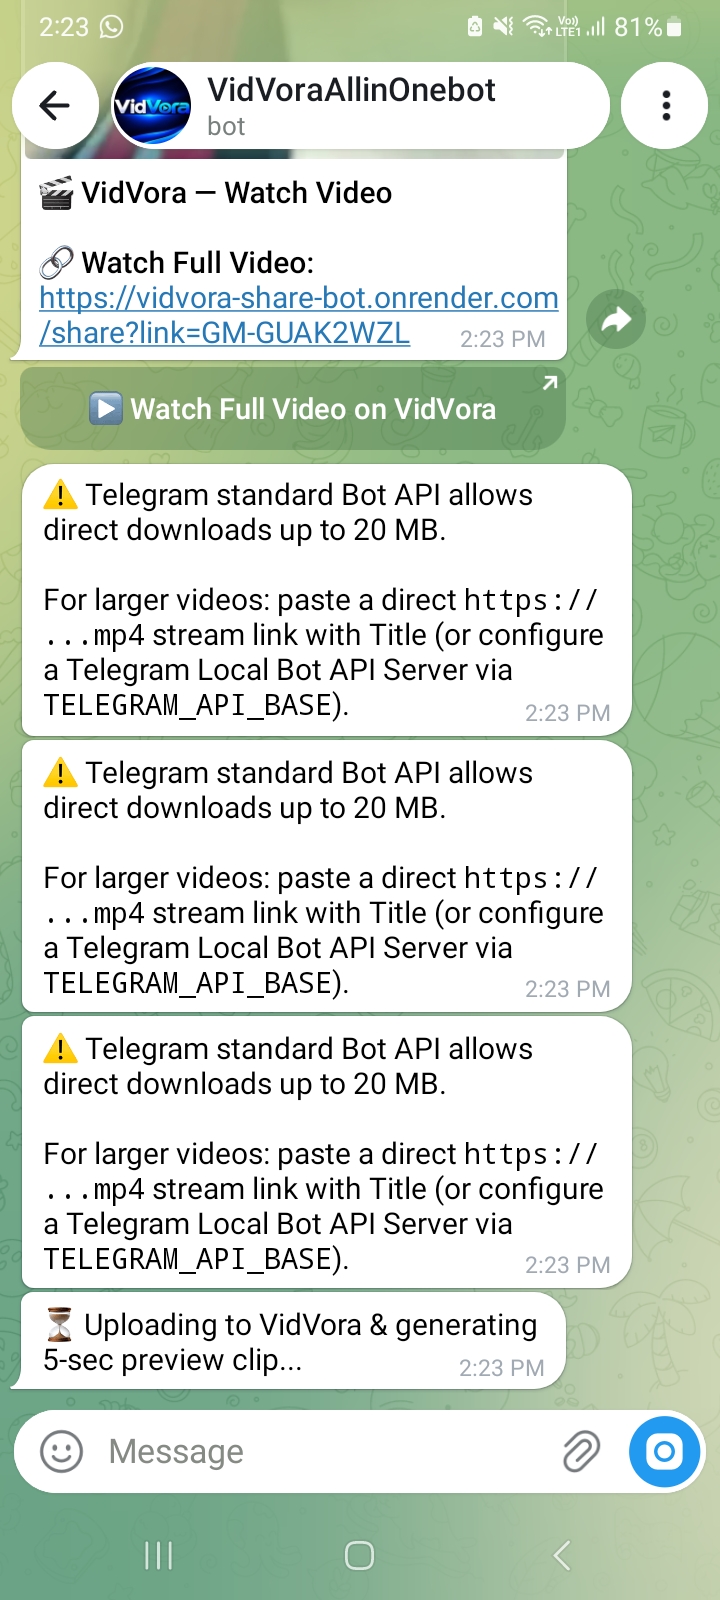 2:23
Vo))
LTE1
81%
VidVora
VidVoraAllinOnebot
bot
🎬 VidVora — Watch Video
🔗 Watch Full Video:
https://vidvora-share-bot.onrender.com
/share?link=GM-GUAK2WZL 2:23 PM
▶️ Watch Full Video on VidVora
⚠️ Telegram standard Bot API allows
direct downloads up to 20 MB.
For larger videos: paste a direct https://
...mp4 stream link with Title (or configure
a Telegram Local Bot API Server via
TELEGRAM_API_BASE). 2:23 PM
⚠️ Telegram standard Bot API allows
direct downloads up to 20 MB.
For larger videos: paste a direct https://
...mp4 stream link with Title (or configure
a Telegram Local Bot API Server via
TELEGRAM_API_BASE). 2:23 PM
⚠️ Telegram standard Bot API allows
direct downloads up to 20 MB.
For larger videos: paste a direct https://
...mp4 stream link with Title (or configure
a Telegram Local Bot API Server via
TELEGRAM_API_BASE). 2:23 PM
⏳ Uploading to VidVora & generating
5-sec preview clip... 2:23 PM
Message